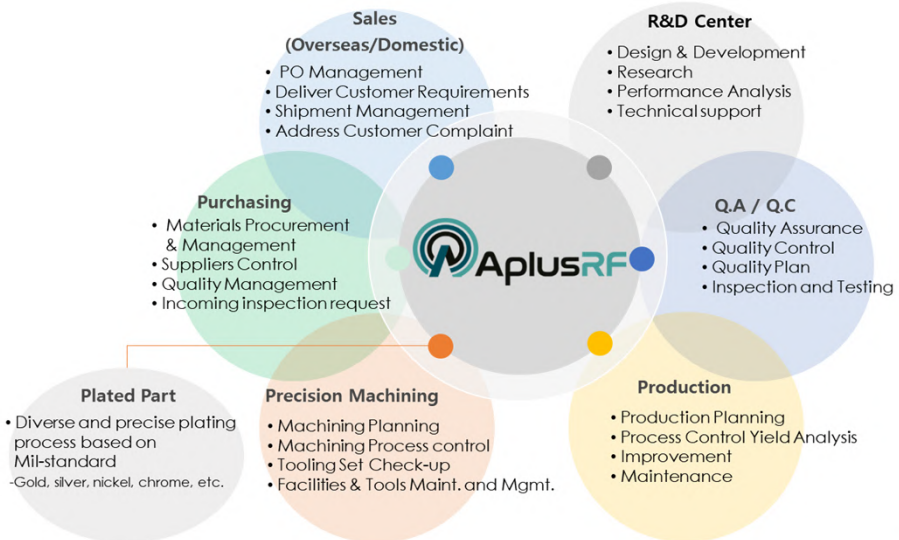 Sales
(Overseas/Domestic)
• PO Management
• Deliver Customer Requirements
• Shipment Management
• Address Customer Complaint
R&D Center
• Design & Development
• Research
• Performance Analysis
• Technical support
Purchasing
• Materials Procurement
& Management
• Suppliers Control
• Quality Management
• Incoming inspection request
AplusRF
Q.A / Q.C
• Quality Assurance
• Quality Control
• Quality Plan
• Inspection and Testing
Plated Part
• Diverse and precise plating
process based on
Mil-standard
-Gold, silver, nickel, chrome, etc.
Precision Machining
• Machining Planning
• Machining Process control
• Tooling Set Check-up
• Facilities & Tools Maint. and Mgmt.
Production
• Production Planning
• Process Control Yield Analysis
• Improvement
• Maintenance